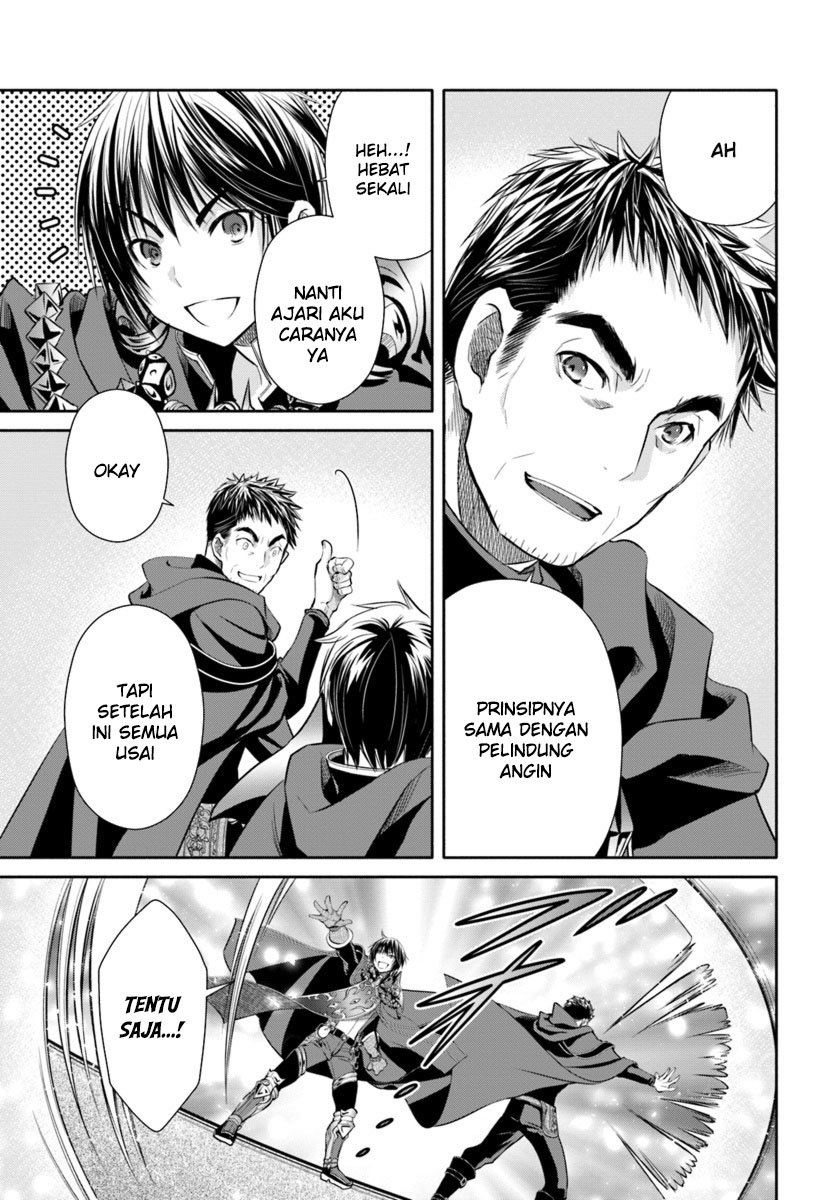 AH
PRINSIPNYA
SAMA DENGAN
PELINDUNG
ANGIN
HEH...!
HEBAT
SEKALI
NANTI
AJARI AKU
CARANYA
YA
OKAY
TAPI
SETELAH
INI SEMUA
USAI
TENTU
SAJA...!